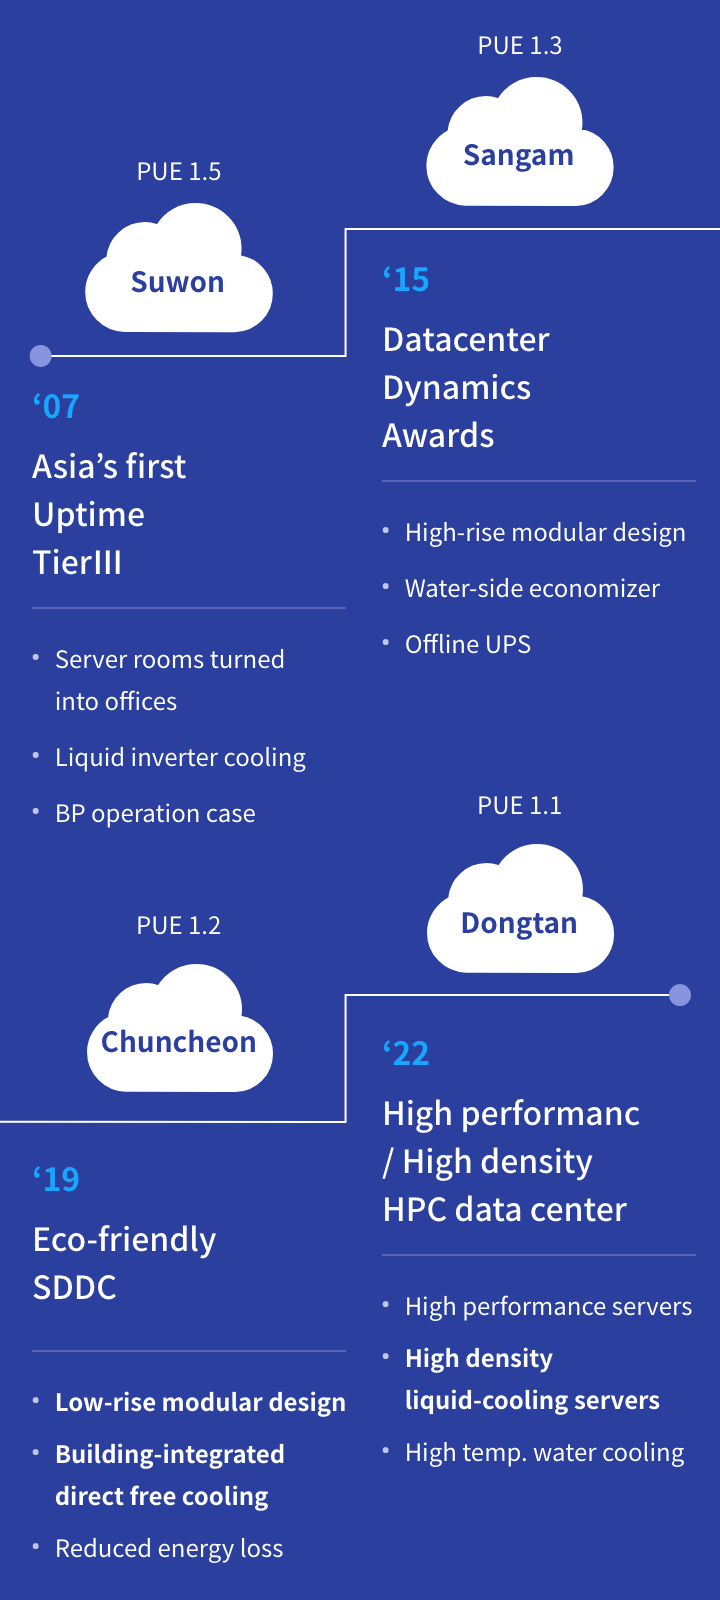 PUE 1.5
Suwon
‘07
Asia’s first
Uptime
TierIII
• Server rooms turned
into offices
• Liquid inverter cooling
• BP operation case
PUE 1.3
Sangam
‘15
Datacenter
Dynamics
Awards
• High-rise modular design
• Water-side economizer
• Offline UPS
PUE 1.2
Chuncheon
‘19
Eco-friendly
SDDC
• Low-rise modular design
• Building-integrated
direct free cooling
• Reduced energy loss
PUE 1.1
Dongtan
‘22
High performanc
/ High density
HPC data center
• High performance servers
• High density
liquid-cooling servers
• High temp. water cooling